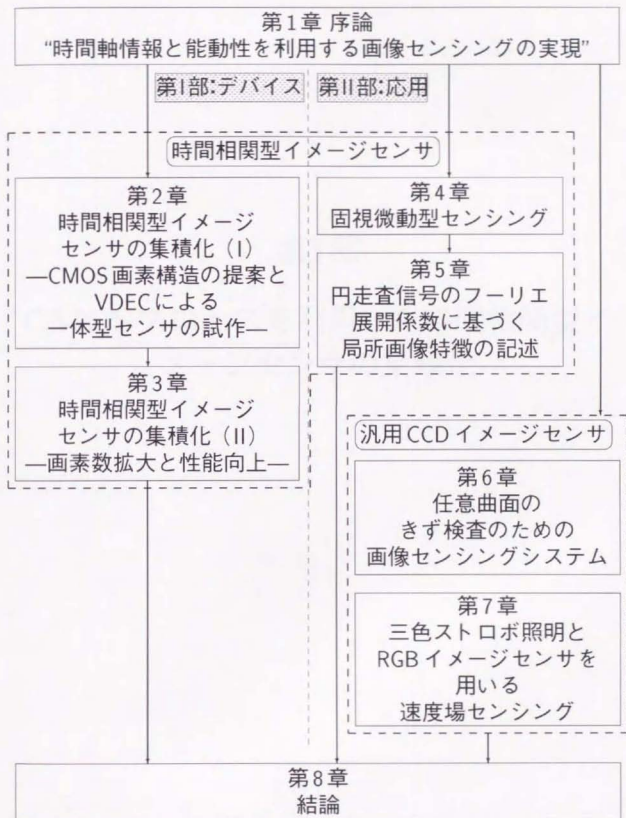 第1章 序論
“時間軸情報と能動性を利用する画像センシングの実現”
第I部:デバイス
第II部:応用
時間相関型イメージセンサ
第2章
時間相関型イメージ
センサの集積化（I）
—CMOS画素構造の提案と
VDECによる
一体型センサの試作—
第3章
時間相関型イメージ
センサの集積化（II）
—画素数拡大と性能向上—
第4章
固視微動型センシング
第5章
円走査信号のフーリエ
展開係数に基づく
局所画像特徴の記述
汎用CCDイメージセンサ
第6章
任意曲面の
きず検査のための
画像センシングシステム
第7章
三色ストロボ照明と
RGBイメージセンサを
用いる
速度場センシング
第8章
結論